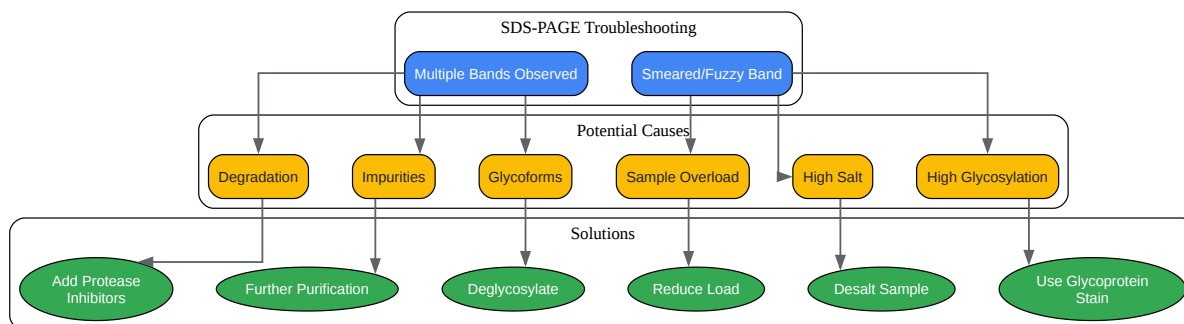 SDS-PAGE Troubleshooting
Multiple Bands Observed
Smeared/Fuzzy Band
Potential Causes
Degradation
Impurities
Glycoforms
Sample Overload
High Salt
High Glycosylation
Solutions
Add Protease
Inhibitors
Further Purification
Deglycosylate
Reduce Load
Desalt Sample
Use Glycoprotein
Stain